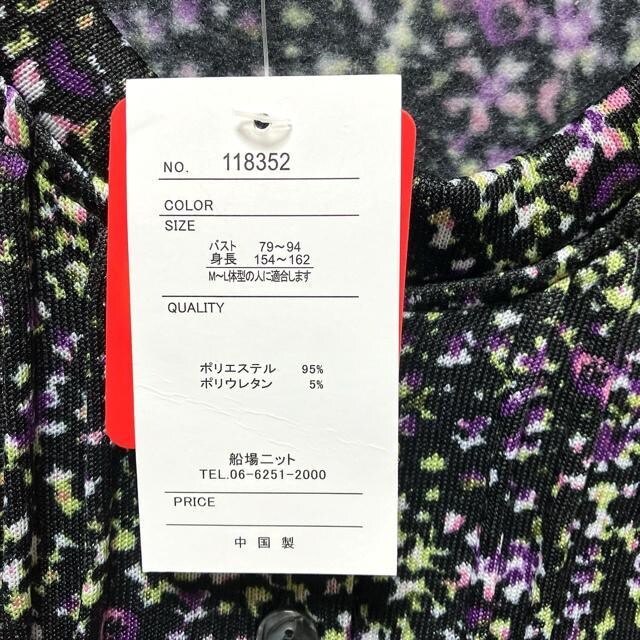 NO. 118352
COLOR
SIZE
バスト 79～94
身長 154～162
M～L体型の人に適合します
QUALITY
ポリエステル 95%
ポリウレタン 5%
船場ニット
TEL.06-6251-2000
PRICE
中国製